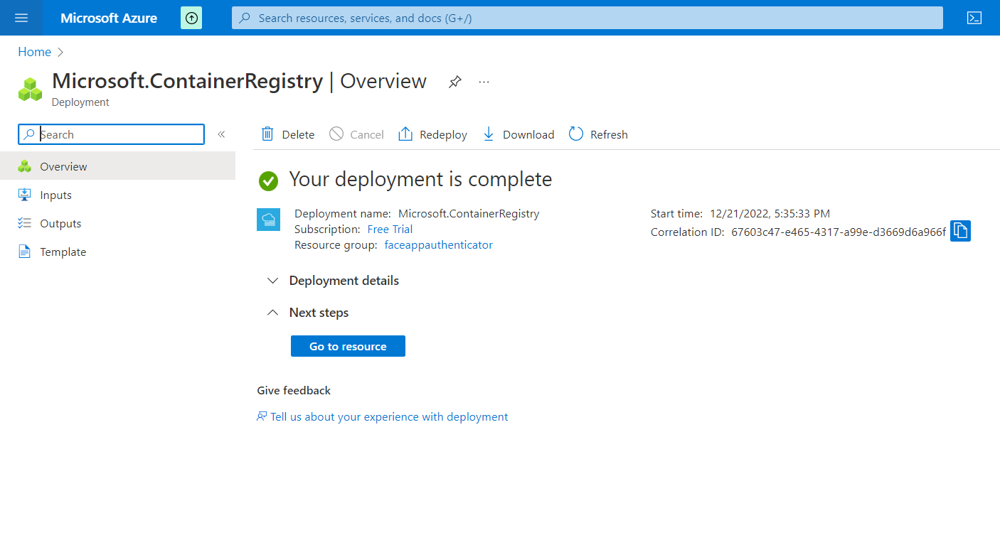 Microsoft Azure
Search resources, services, and docs (G+/)
Home
Microsoft.ContainerRegistry | Overview
Deployment
Search
Overview
Inputs
Outputs
Template
Delete
Cancel
Redeploy
Download
Refresh
Your deployment is complete
Deployment name: Microsoft.ContainerRegistry
Subscription: Free Trial
Resource group: faceappauthenticator
Start time: 12/21/2022, 5:35:33 PM
Correlation ID: 67603c47-e465-4317-a99e-d3669d6a966f
Deployment details
Next steps
Go to resource
Give feedback
Tell us about your experience with deployment